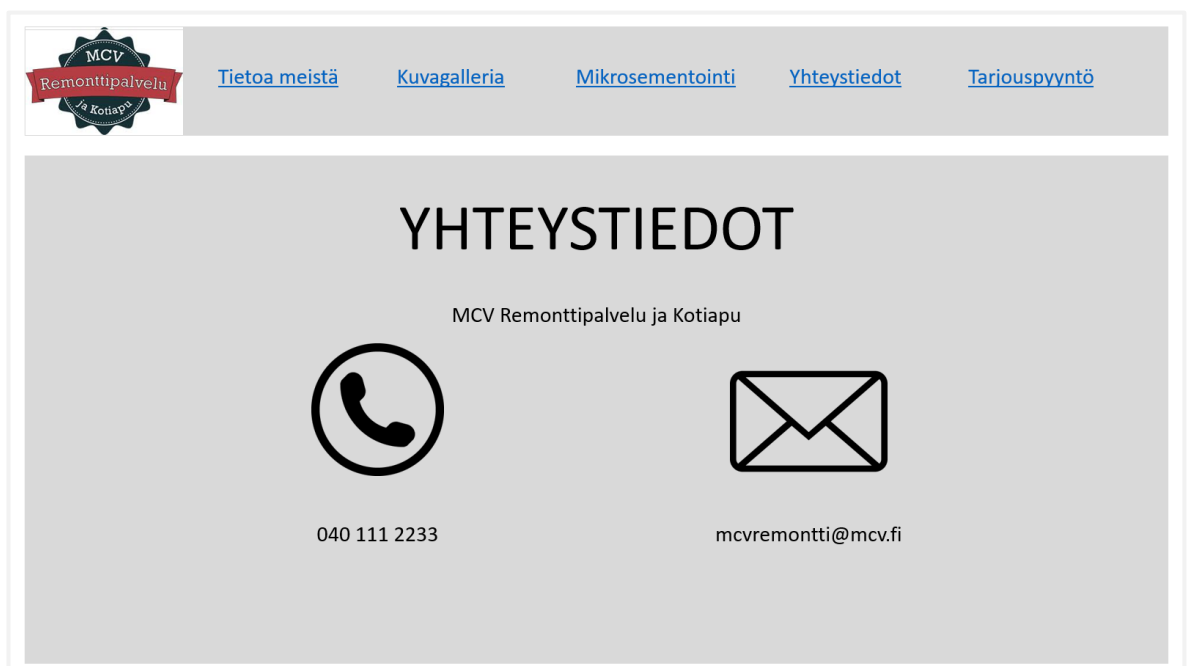 MCV
Remonttipalvelu
ja Kotiapu
Tietoa meistä Kuvagalleria Mikrosementointi Yhteystiedot Tarjouspyyntö
YHTEYSTIEDOT
MCV Remonttipalvelu ja Kotiapu
040 111 2233 mcvremontti@mcv.fi